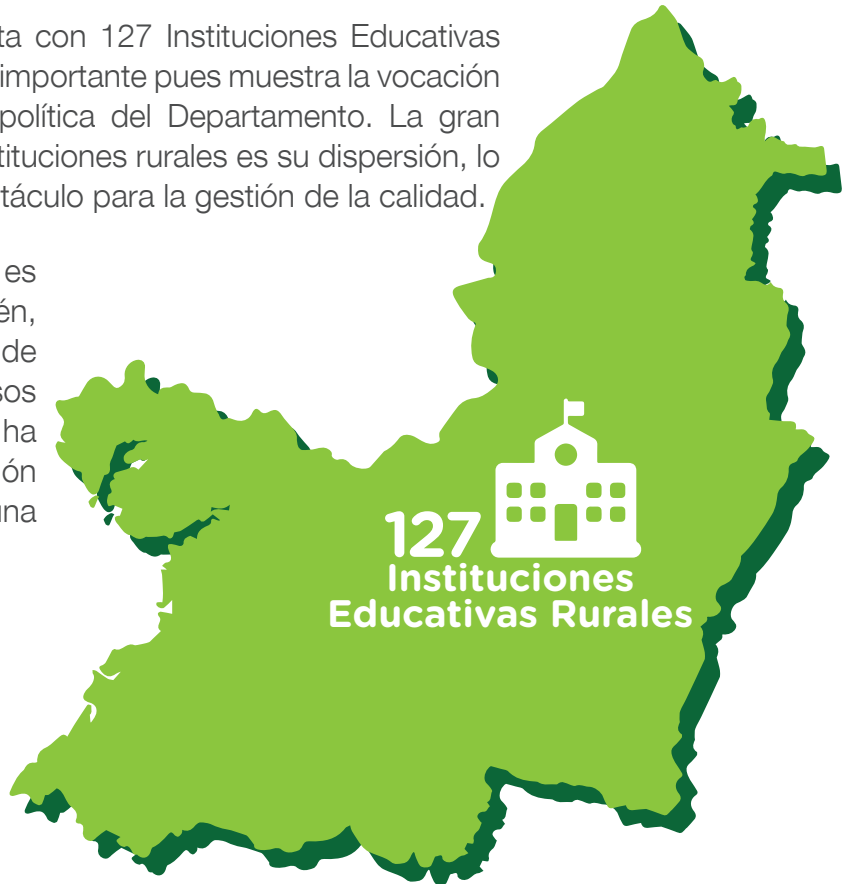 ta con 127 Instituciones Educativas
importante pues muestra la vocación
política del Departamento. La gran
tituciones rurales es su dispersión, lo
táculo para la gestión de la calidad.
es
én,
de
sos
ha
ón
una
127
Instituciones
Educativas Rurales